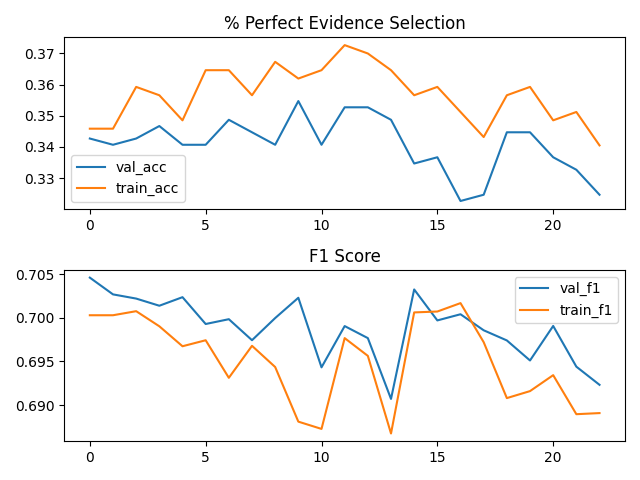 % Perfect Evidence Selection
0.37
0.36
0.35
0.34
0.33
val_acc
train_acc
0 5 10 15 20
F1 Score
0.705
0.700
0.695
0.690
val_f1
train_f1
0 5 10 15 20